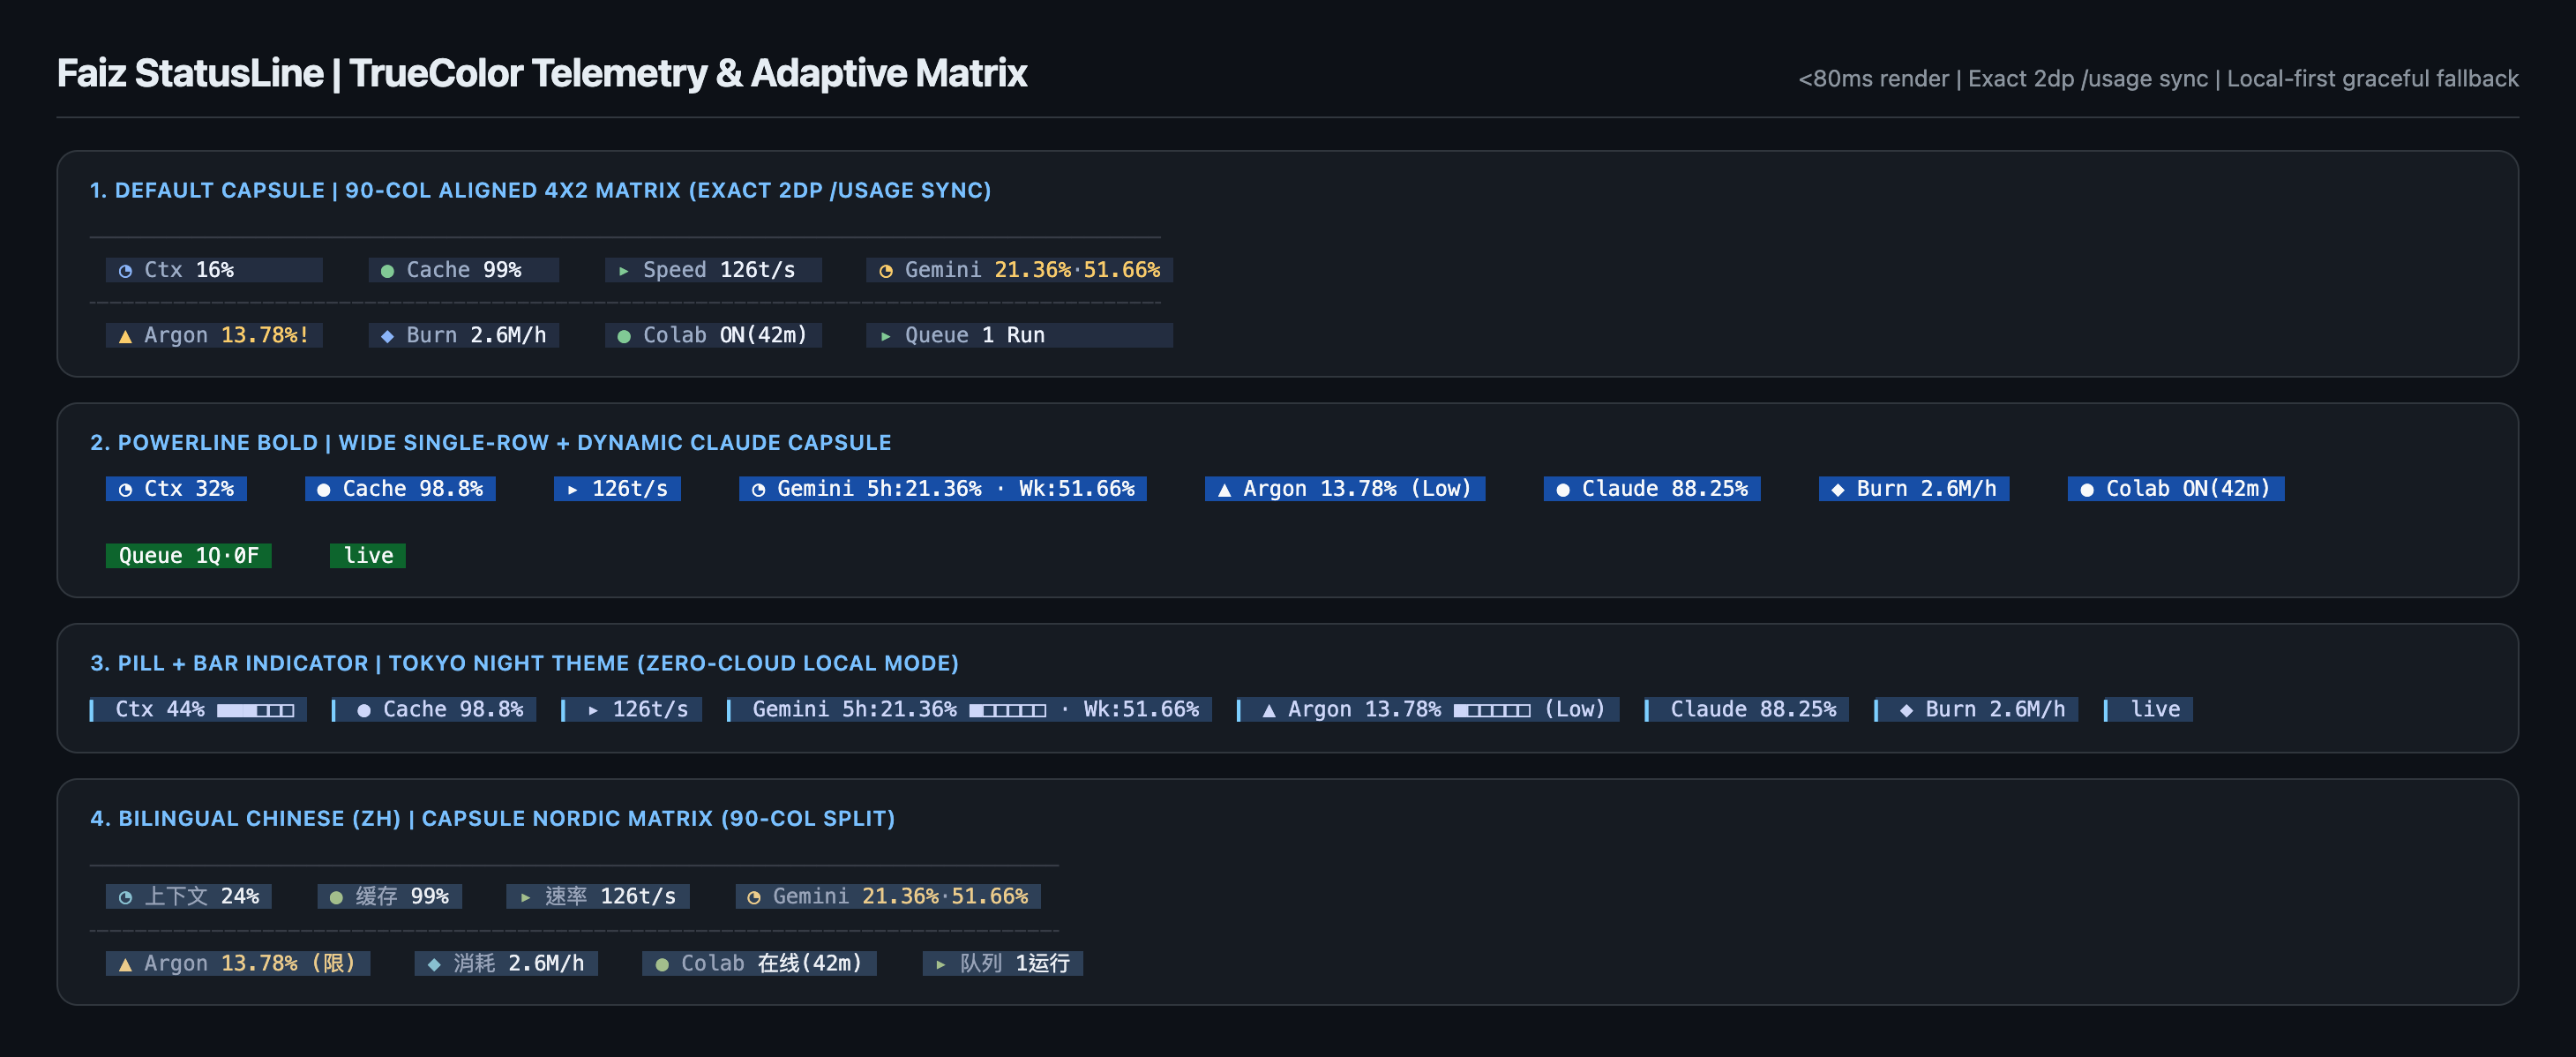 Faiz StatusLine | TrueColor Telemetry & Adaptive Matrix
<80ms render | Exact 2dp /usage sync | Local-first graceful fallback
1. DEFAULT CAPSULE | 90-COL ALIGNED 4X2 MATRIX (EXACT 2DP /USAGE SYNC)
◔ Ctx 16% ● Cache 99% ▸ Speed 126t/s ◔ Gemini 21.36%·51.66%
▲ Argon 13.78%! ◆ Burn 2.6M/h ● Colab ON(42m) ▸ Queue 1 Run
2. POWERLINE BOLD | WIDE SINGLE-ROW + DYNAMIC CLAUDE CAPSULE
◔ Ctx 32% ● Cache 98.8% ▸ 126t/s ◔ Gemini 5h:21.36% · Wk:51.66% ▲ Argon 13.78% (Low) ● Claude 88.25% ◆ Burn 2.6M/h ● Colab ON(42m)
Queue 1Q·0F live
3. PILL + BAR INDICATOR | TOKYO NIGHT THEME (ZERO-CLOUD LOCAL MODE)
Ctx 44% ■■■□□□ ● Cache 98.8% ▸ 126t/s Gemini 5h:21.36% ■□□□□□ · Wk:51.66% ▲ Argon 13.78% ■□□□□□ (Low) Claude 88.25% ◆ Burn 2.6M/h live
4. BILINGUAL CHINESE (ZH) | CAPSULE NORDIC MATRIX (90-COL SPLIT)
◔ 上下文 24% ● 缓存 99% ▸ 速率 126t/s ◔ Gemini 21.36%·51.66%
▲ Argon 13.78% (限) ◆ 消耗 2.6M/h ● Colab 在线(42m) ▸ 队列 1运行